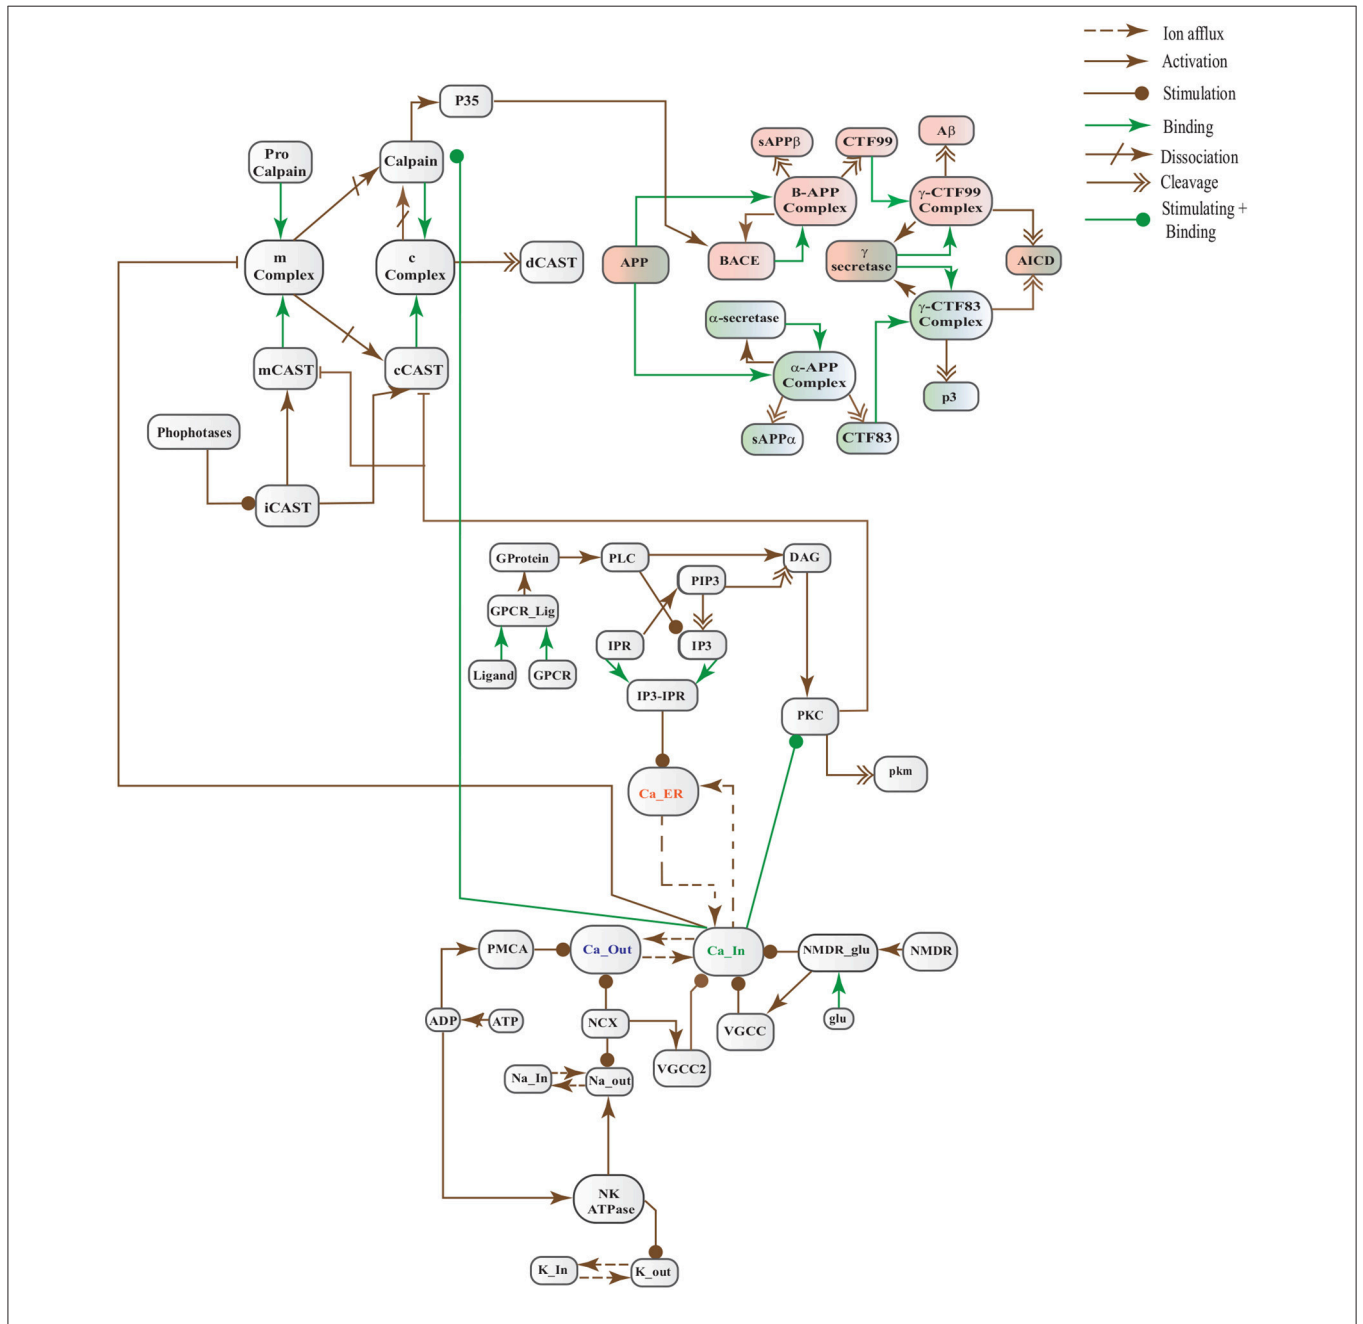 Ion afflux
Activation
Stimulation
Binding
Dissociation
Cleavage
Stimulating +
Binding
P35
Pro
Calpain
Calpain
m
Complex
c
Complex
dCAST
mCAST
cCAST
Phophotases
iCAST
sAPPβ
CTF99
Aβ
B-APP
Complex
γ-CTF99
Complex
APP
BACE
γ
secretase
AICD
α-secretase
γ-CTF83
Complex
α-APP
Complex
p3
sAPPα
CTF83
GProtein
PLC
DAG
PIP3
GPCR_Lig
IPR
IP3
Ligand
GPCR
IP3-IPR
PKC
pkm
Ca_ER
PMCA
Ca_Out
Ca_In
NMDR_glu
NMDR
ADP
ATP
NCX
VGCC
glu
VGCC2
Na_In
Na_out
NK
ATPase
K_In
K_out